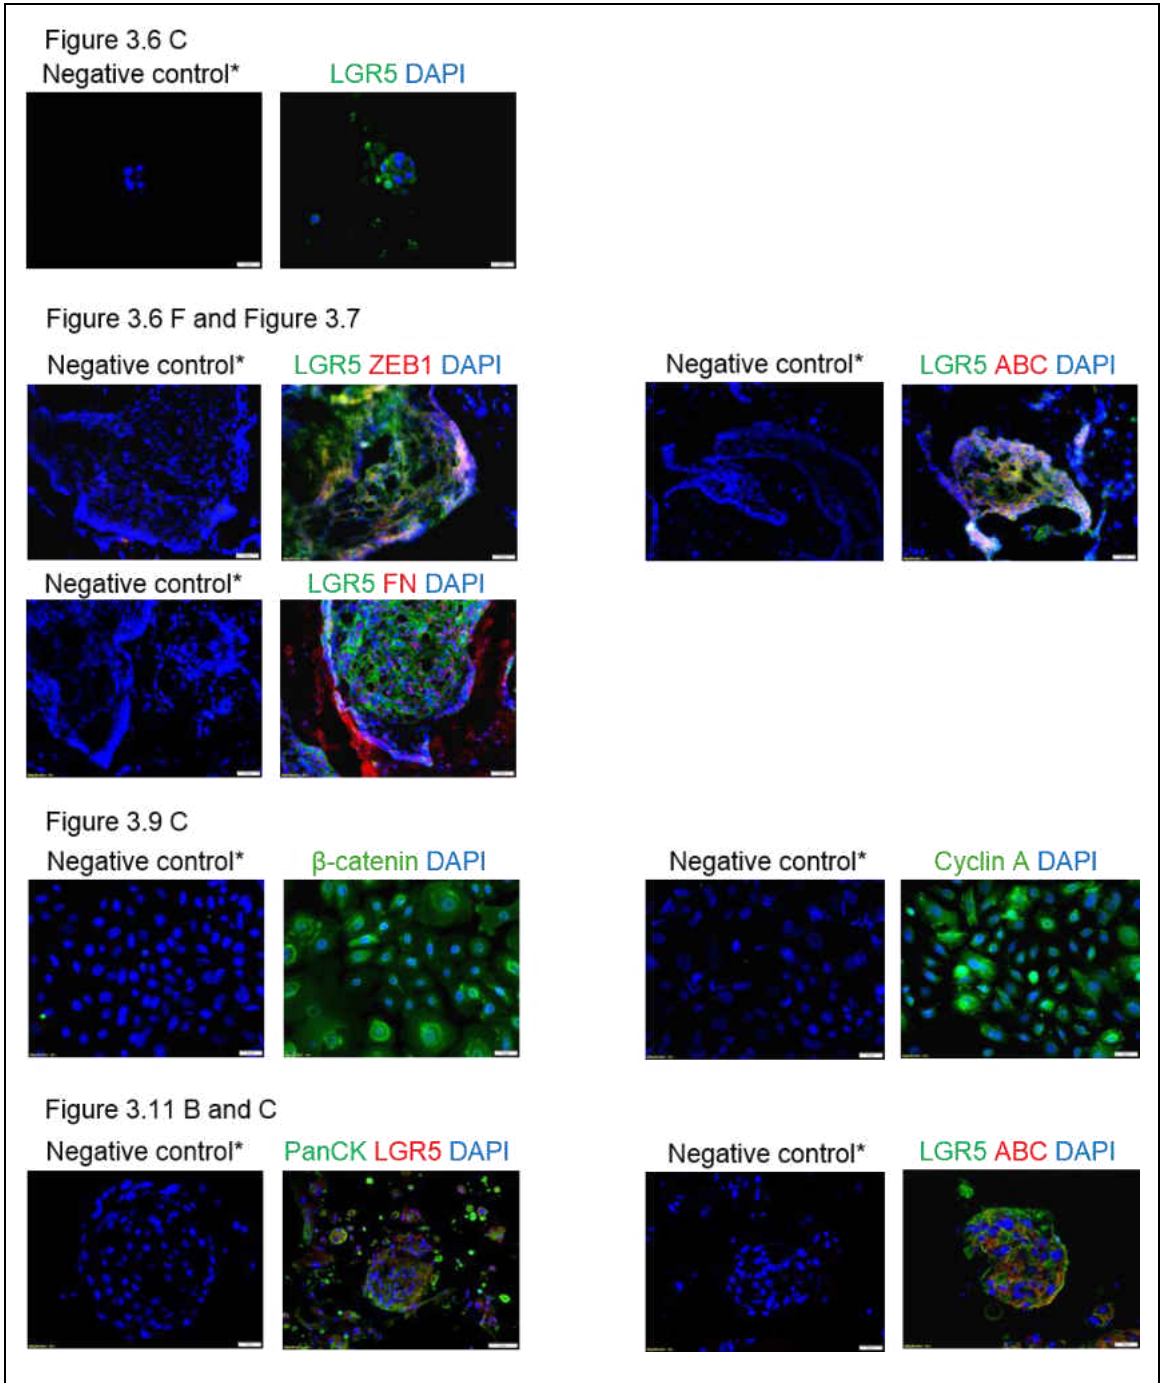 Figure 3.6 C
Negative control* LGR5 DAPI
Figure 3.6 F and Figure 3.7
Negative control* LGR5 ZEB1 DAPI Negative control* LGR5 ABC DAPI
Negative control* LGR5 FN DAPI
Figure 3.9 C
Negative control* β-catenin DAPI Negative control* Cyclin A DAPI
Figure 3.11 B and C
Negative control* PanCK LGR5 DAPI Negative control* LGR5 ABC DAPI